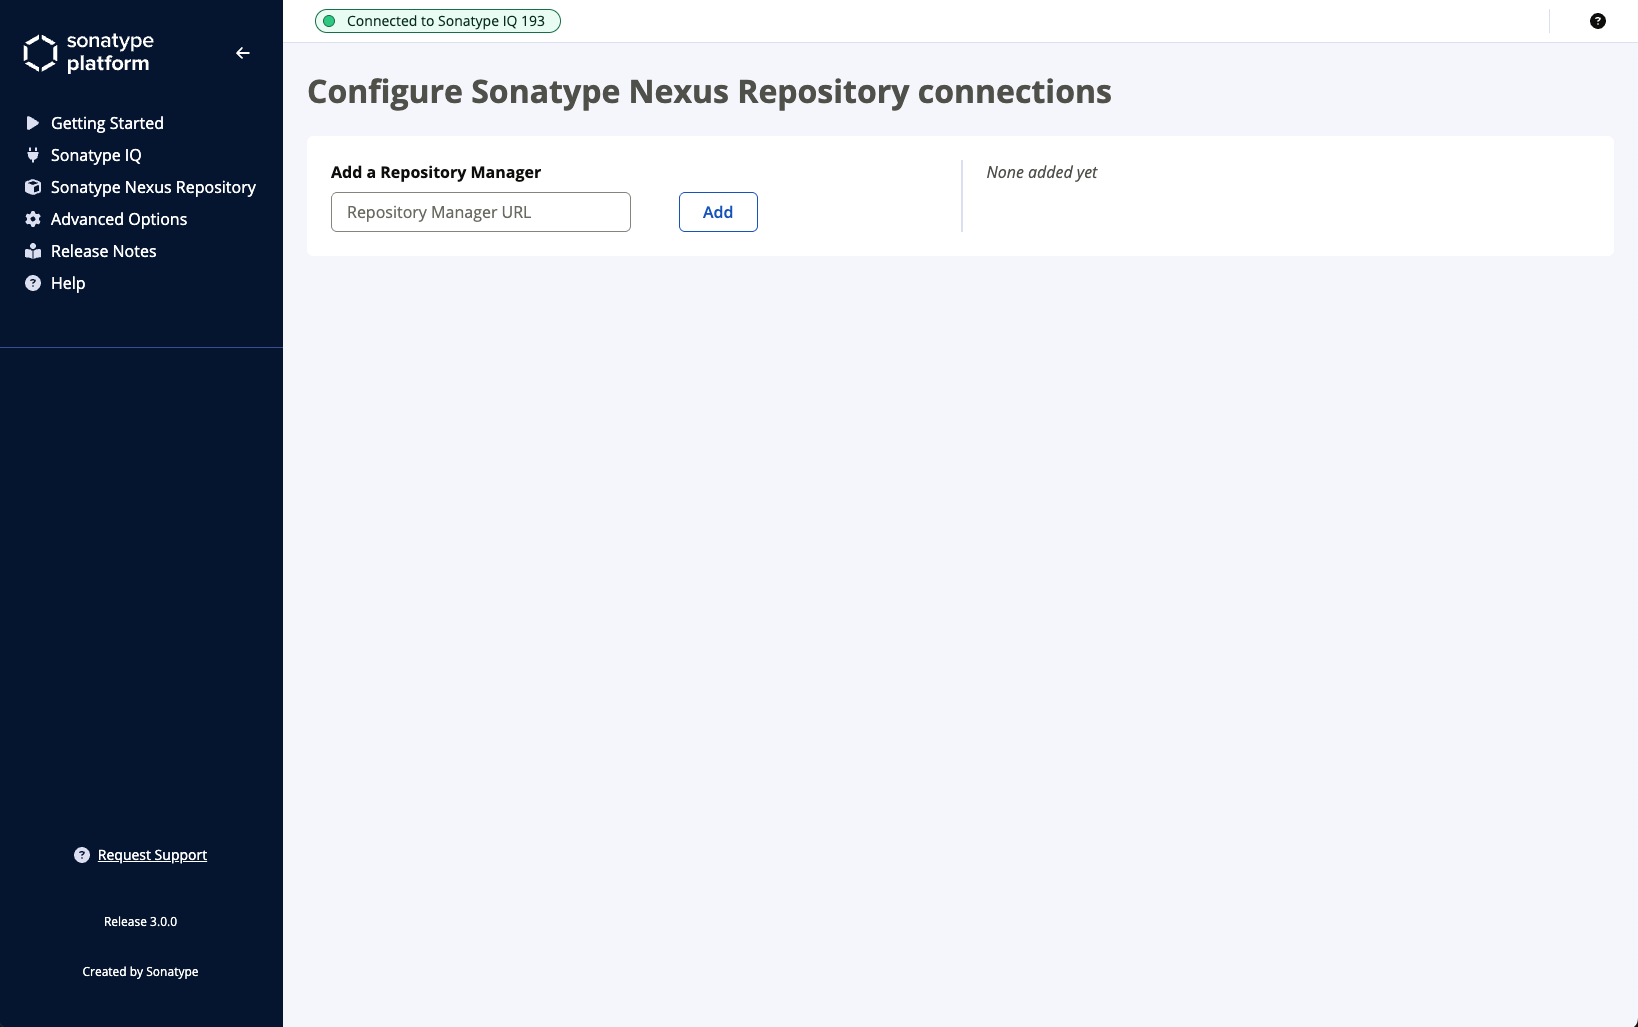 sonatype
platform
Getting Started
Sonatype IQ
Sonatype Nexus Repository
Advanced Options
Release Notes
Help
Request Support
Release 3.0.0
Created by Sonatype
Connected to Sonatype IQ 193
Configure Sonatype Nexus Repository connections
Add a Repository Manager
Repository Manager URL
Add
None added yet